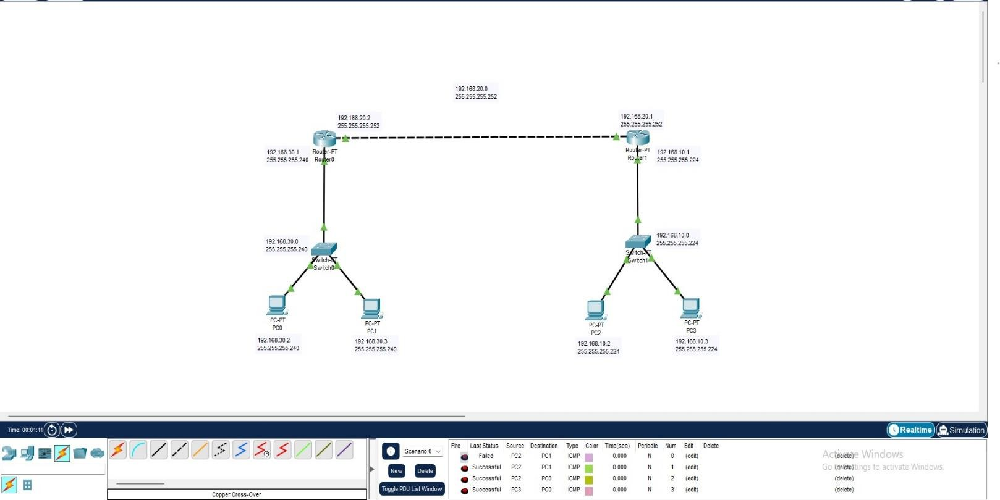 192.168.20.0
255.255.255.252
192.168.20.2
255.255.255.252
192.168.20.1
255.255.255.252
192.168.30.1
255.255.255.240
Router-PT
Router0
Router-PT
Router1
192.168.10.1
255.255.255.224
192.168.30.0
255.255.255.240
Switch-PT
Switch0
192.168.10.0
255.255.255.224
Switch-PT
Switch1
PC-PT
PC0
192.168.30.2
255.255.255.240
PC-PT
PC1
192.168.30.3
255.255.255.240
PC-PT
PC2
192.168.10.2
255.255.255.224
PC-PT
PC3
192.168.10.3
255.255.255.224
Time: 00:01:11
Realtime
Simulation
Scenario 0
New
Delete
Toggle PDU List Window
Copper Cross-Over
Fire Last Status Source Destination Type Color Time(sec) Periodic Num Edit Delete
Failed PC2 PC1 ICMP 0.000 N 0 (edit) (delete)
Successful PC2 PC1 ICMP 0.000 N 1 (edit) (delete)
Successful PC2 PC0 ICMP 0.000 N 2 (edit) (delete)
Successful PC3 PC0 ICMP 0.000 N 3 (edit) (delete)
Activate Windows
Go to Settings to activate Windows.